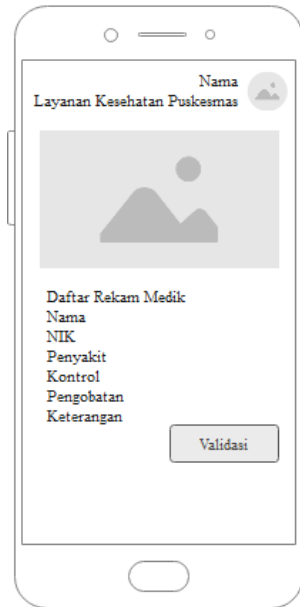 Nama
Layanan Kesehatan Puskesmas
Daftar Rekam Medik
Nama
NIK
Penyakit
Kontrol
Pengobatan
Keterangan
Validasi